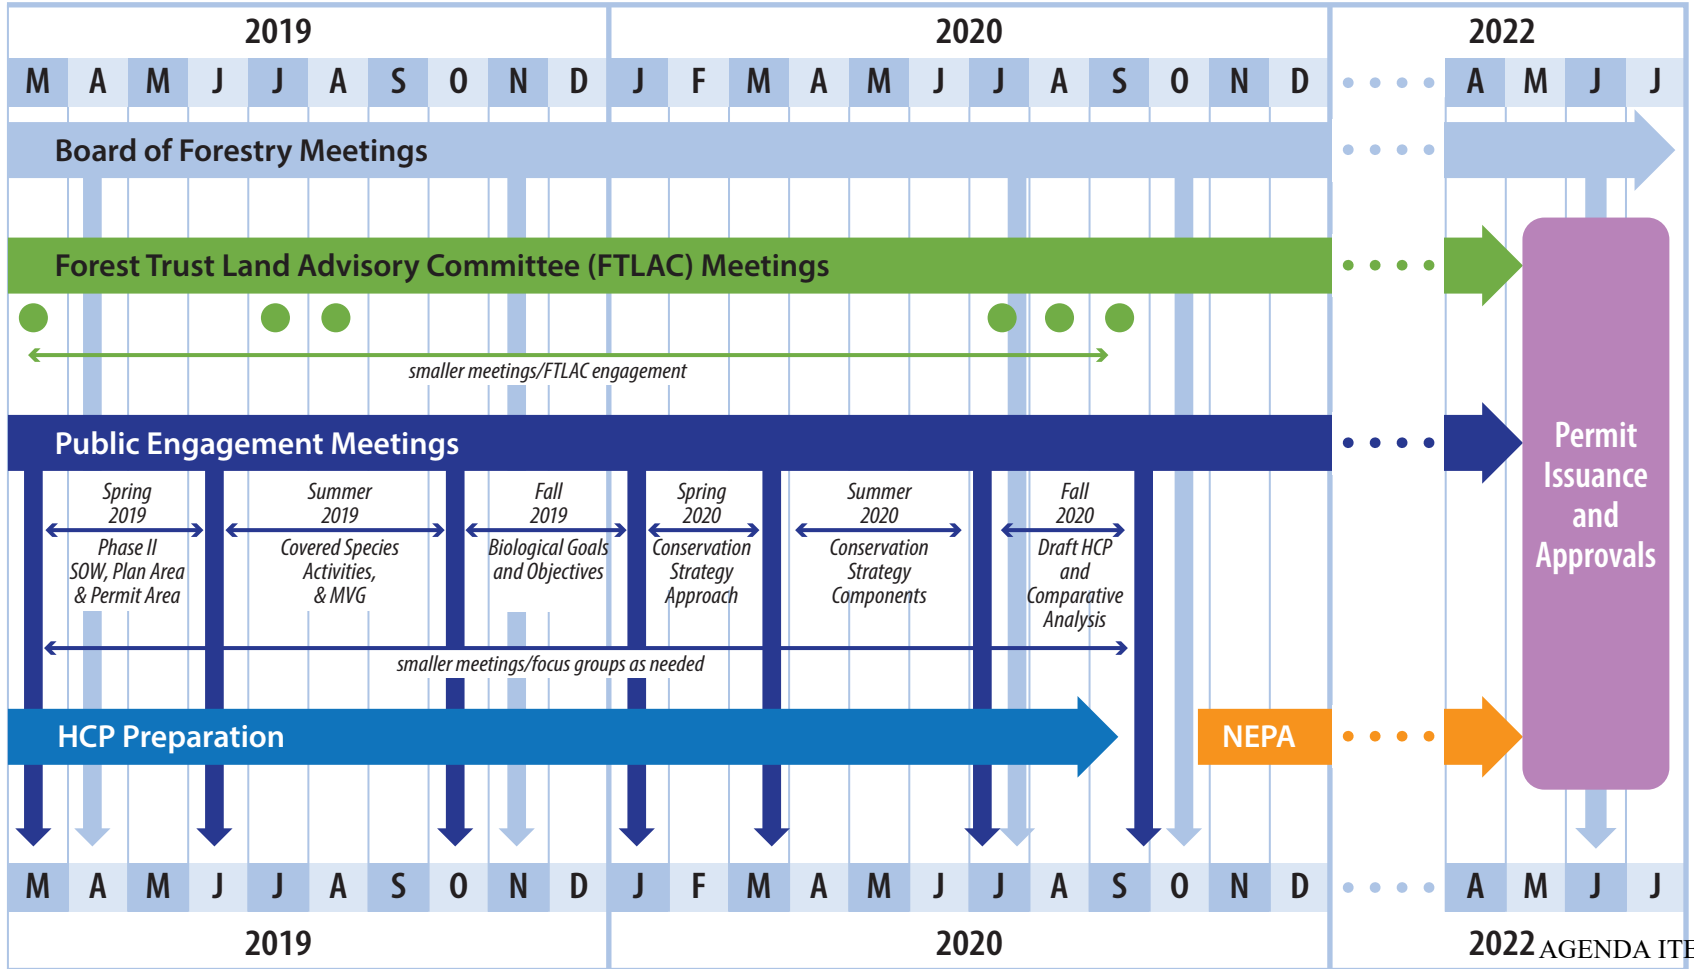 2019 2020 2022
M A M J J A S O N D J F M A M J J A S O N D A M J J
Board of Forestry Meetings
Forest Trust Land Advisory Committee (FTLAC) Meetings
smaller meetings/FTLAC engagement
Public Engagement Meetings
Spring
2019
Phase II
SOW, Plan Area
& Permit Area
Summer
2019
Covered Species
Activities,
& MVG
Fall
2019
Biological Goals
and Objectives
Spring
2020
Conservation
Strategy
Approach
Summer
2020
Conservation
Strategy
Components
Fall
2020
Draft HCP
and
Comparative
Analysis
Permit
Issuance
and
Approvals
smaller meetings/focus groups as needed
HCP Preparation
NEPA
M A M J J A S O N D J F M A M J J A S O N D A M J J
2019 2020 2022
AGENDA ITE